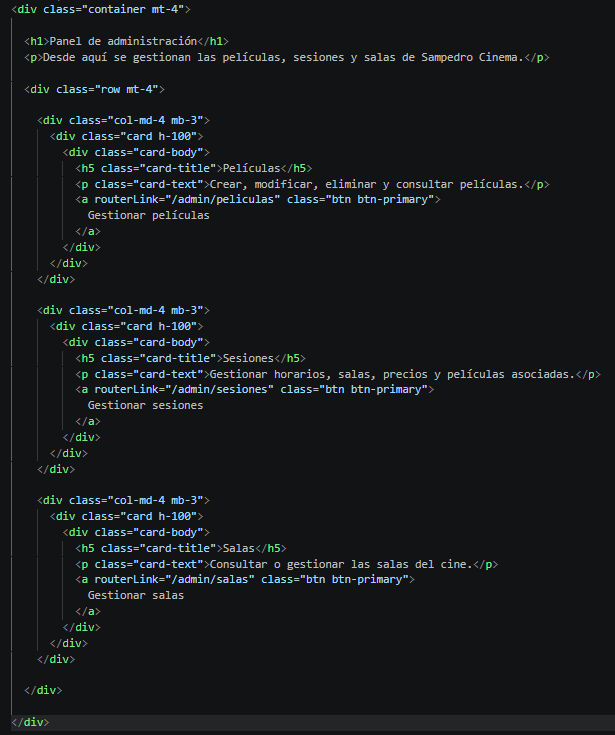 <div class="container mt-4">
<h1>Panel de administración</h1>
<p>Desde aquí se gestionan las películas, sesiones y salas de Sampedro Cinema.</p>
<div class="row mt-4">
<div class="col-md-4 mb-3">
<div class="card h-100">
<div class="card-body">
<h5 class="card-title">Películas</h5>
<p class="card-text">Crear, modificar, eliminar y consultar películas.</p>
<a routerLink="/admin/peliculas" class="btn btn-primary">
Gestionar películas
</a>
</div>
</div>
</div>
<div class="col-md-4 mb-3">
<div class="card h-100">
<div class="card-body">
<h5 class="card-title">Sesiones</h5>
<p class="card-text">Gestionar horarios, salas, precios y películas asociadas.</p>
<a routerLink="/admin/sesiones" class="btn btn-primary">
Gestionar sesiones
</a>
</div>
</div>
</div>
<div class="col-md-4 mb-3">
<div class="card h-100">
<div class="card-body">
<h5 class="card-title">Salas</h5>
<p class="card-text">Consultar o gestionar las salas del cine.</p>
<a routerLink="/admin/salas" class="btn btn-primary">
Gestionar salas
</a>
</div>
</div>
</div>
</div>
</div>